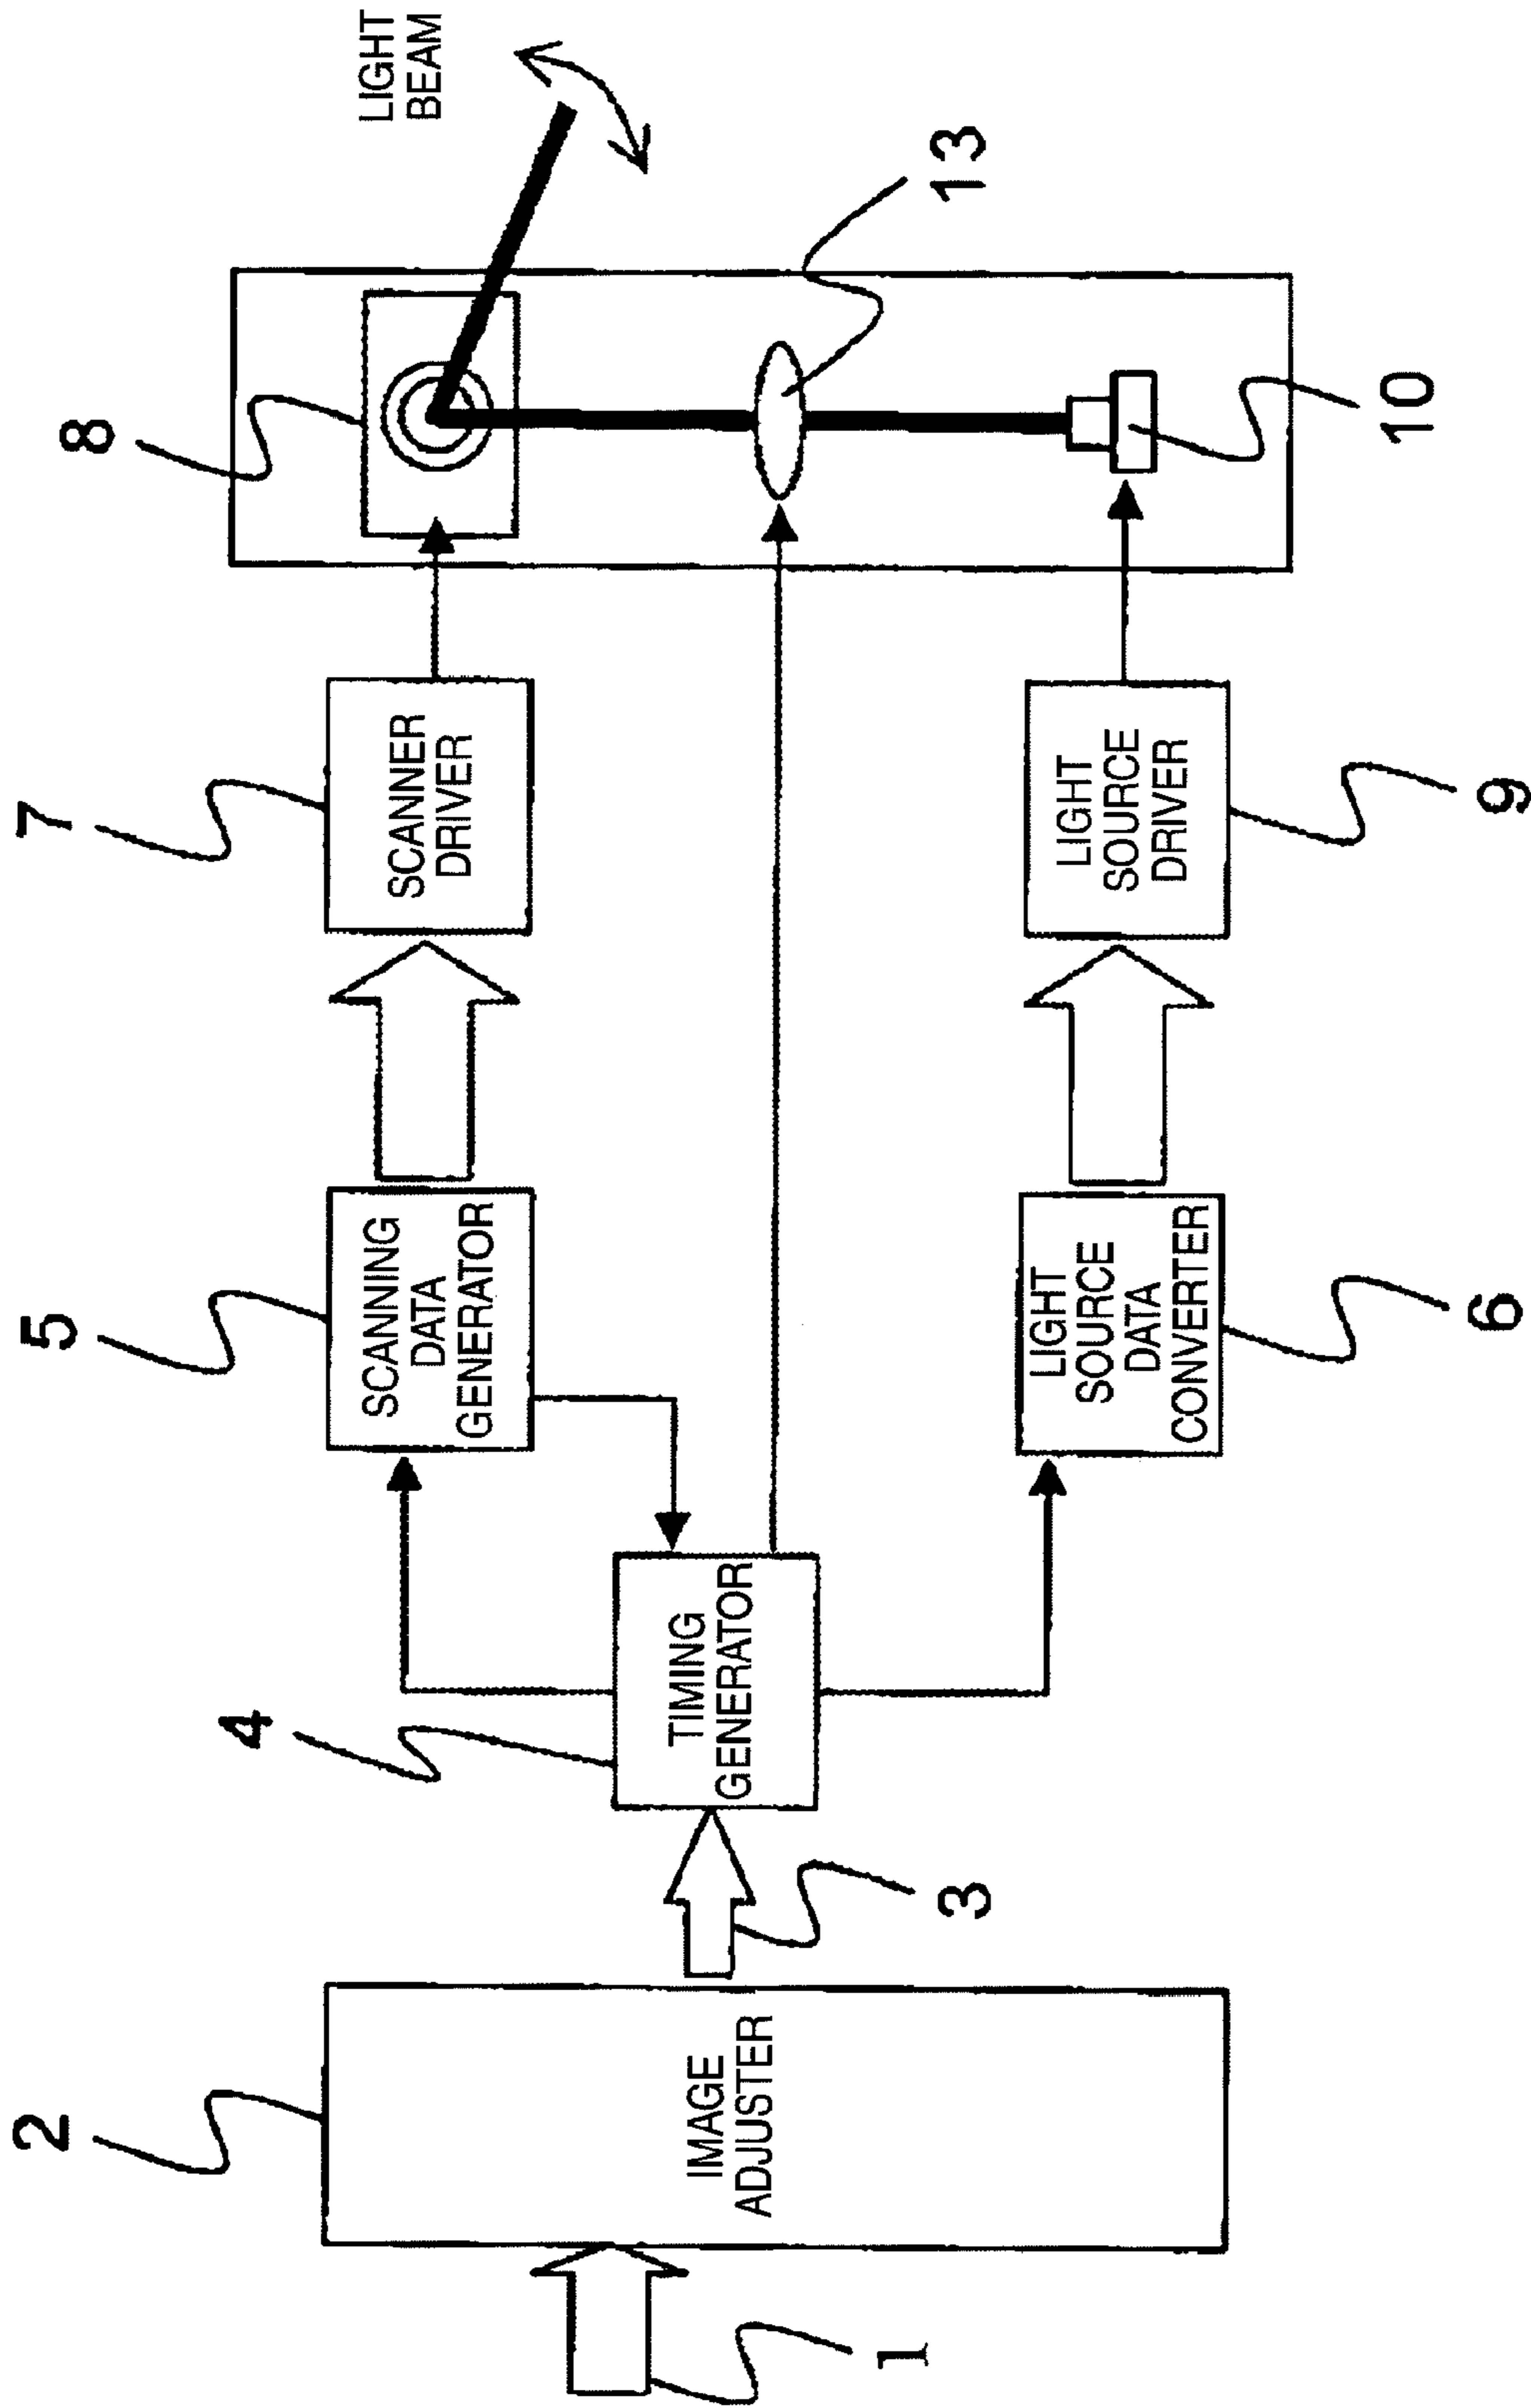 1
2
IMAGE
ADJUSTER
3
4
TIMING
GENERATOR
5
SCANNING
DATA
GENERATOR
6
LIGHT
SOURCE
DATA
CONVERTER
7
SCANNER
DRIVER
9
LIGHT
SOURCE
DRIVER
8
LIGHT
BEAM
13
10